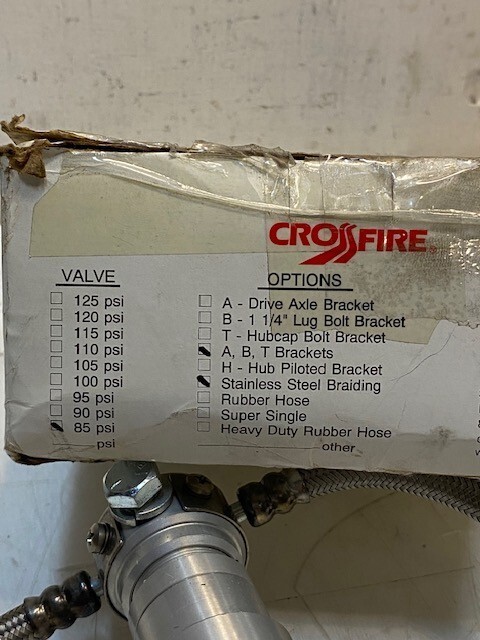 CROSSFIRE®
VALVE
125 psi
120 psi
115 psi
110 psi
105 psi
100 psi
95 psi
90 psi
85 psi
psi
OPTIONS
A - Drive Axle Bracket
B - 1 1/4" Lug Bolt Bracket
T - Hubcap Bolt Bracket
A, B, T Brackets
H - Hub Piloted Bracket
Stainless Steel Braiding
Rubber Hose
Super Single
Heavy Duty Rubber Hose
other